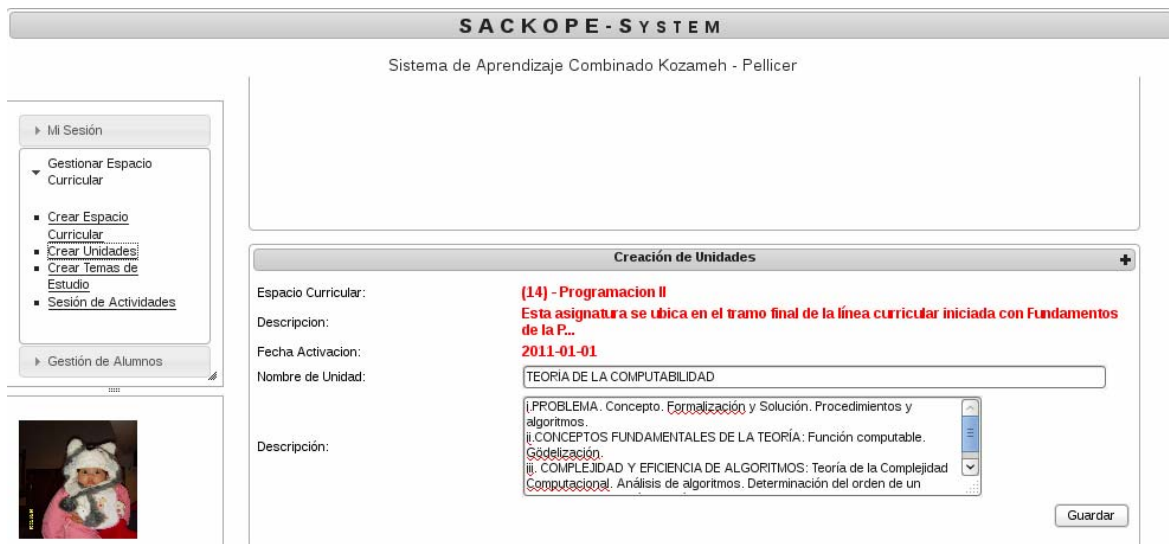 SACKOPE-SYSTEM
Sistema de Aprendizaje Combinado Kozameh - Pellicer
Mi Sesión
Gestionar Espacio
Curricular
Crear Espacio
Curricular
Crear Unidades
Crear Temas de
Estudio
Sesión de Actividades
Gestión de Alumnos
Creación de Unidades
Espacio Curricular: (14) - Programacion II
Descripcion: Esta asignatura se ubica en el tramo final de la línea curricular iniciada con Fundamentos
de la P...
Fecha Activacion: 2011-01-01
Nombre de Unidad: TEORÍA DE LA COMPUTABILIDAD
Descripción:
i.PROBLEMA. Concepto. Formalización y Solución. Procedimientos y
algoritmos.
ii.CONCEPTOS FUNDAMENTALES DE LA TEORÍA: Función computable.
Gödelización.
iii. COMPLEJIDAD Y EFICIENCIA DE ALGORITMOS: Teoría de la Complejidad
Computacional. Análisis de algoritmos. Determinación del orden de un
Guardar